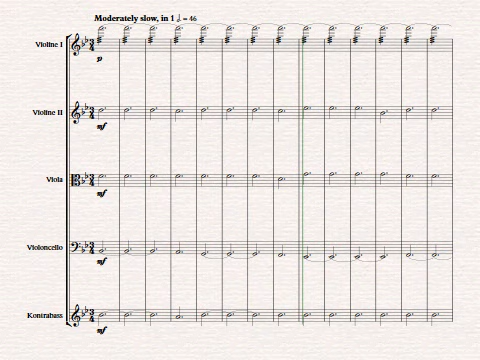 Moderately slow, in 1 𝅗𝅥. = 46
Violine I
p
Violine II
mf
Viola
mf
Violoncello
mf
Kontrabass
mf